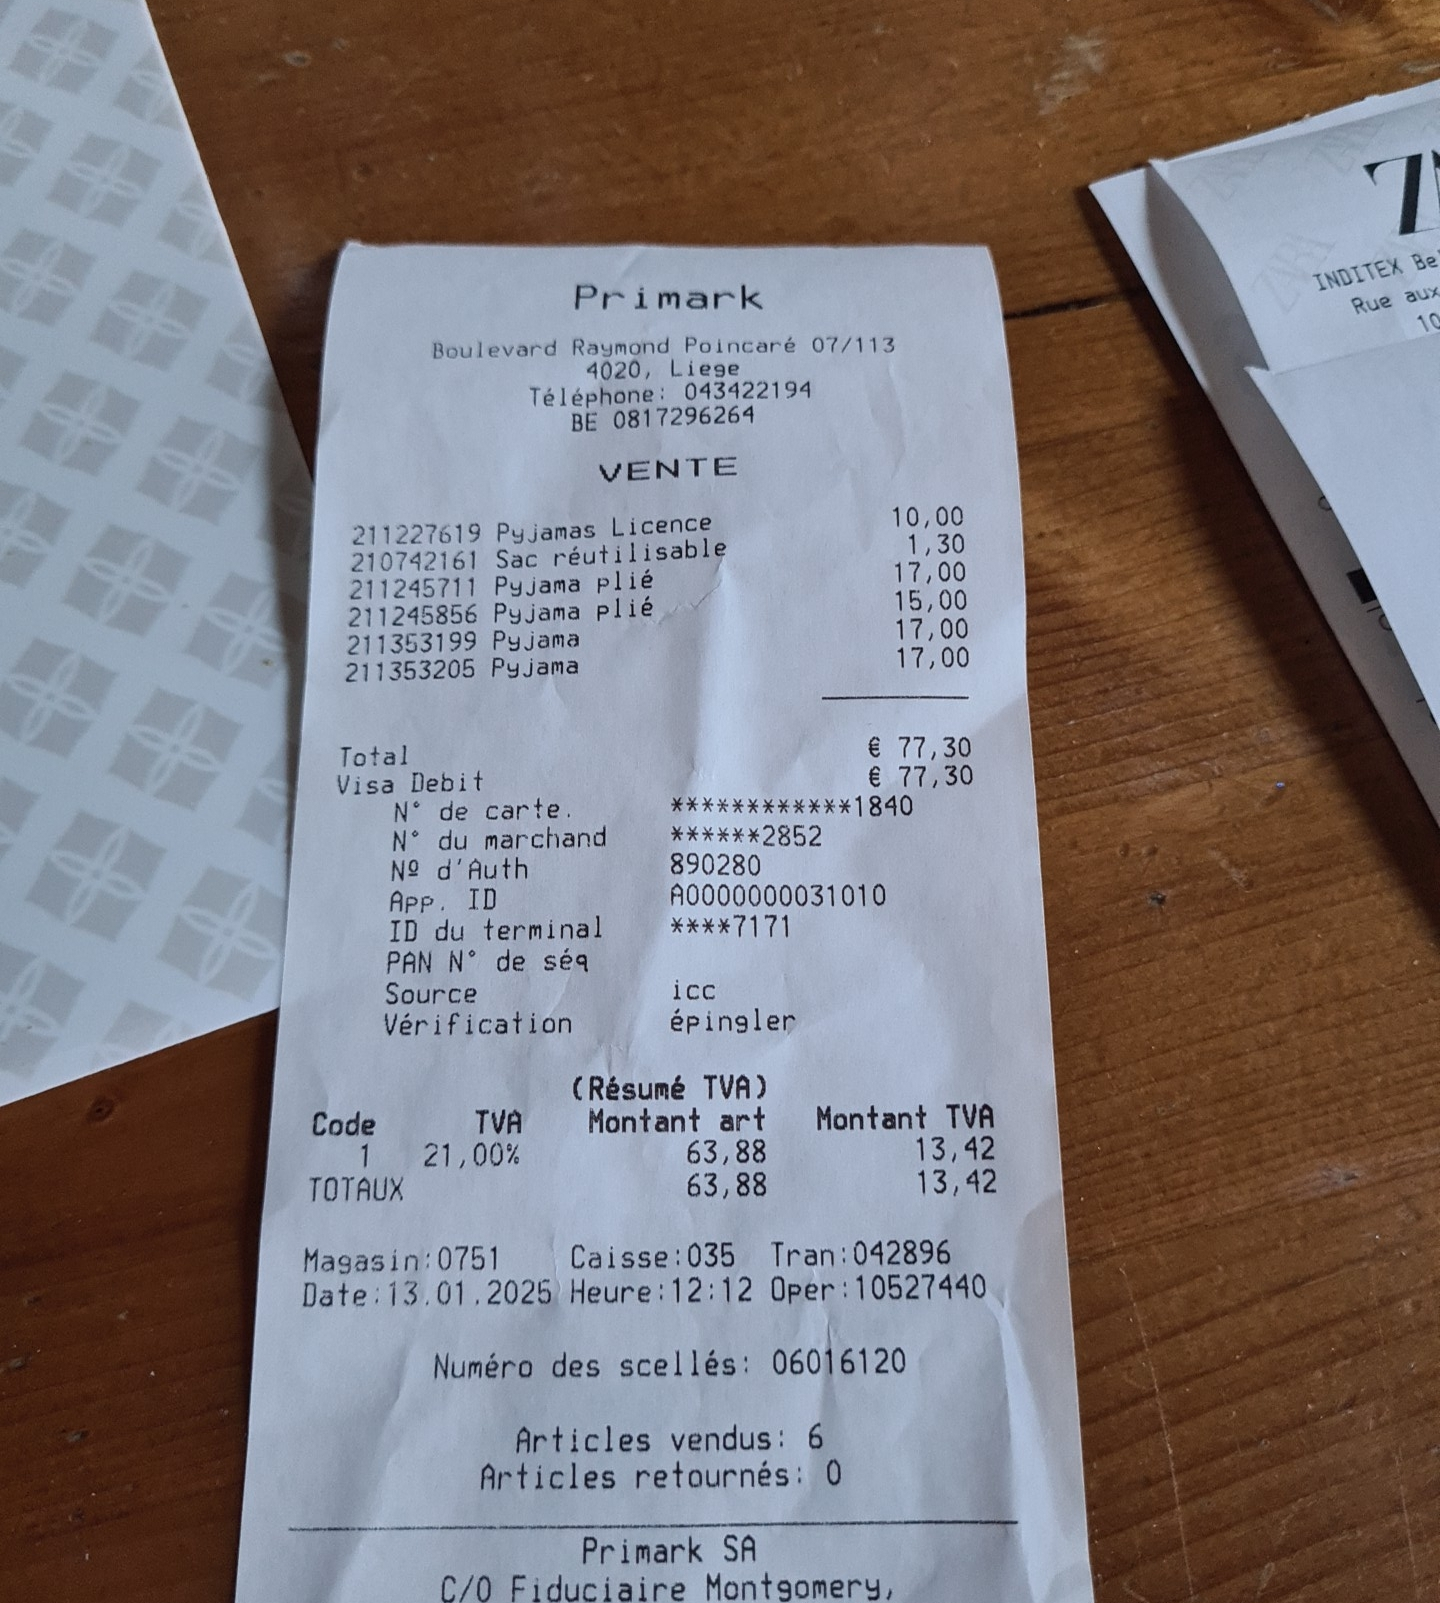 Primark
Boulevard Raymond Poincaré 07/113
4020, Liege
Téléphone: 043422194
BE 0817296264
VENTE
211227619 Pyjamas Licence 10,00
210742161 Sac réutilisable 1,30
211245711 Pyjama plié 17,00
211245856 Pyjama plié 15,00
211353199 Pyjama 17,00
211353205 Pyjama 17,00
Total € 77,30
Visa Debit € 77,30
N° de carte. ************1840
N° du marchand ******2852
Nº d'Auth 890280
App. ID A0000000031010
ID du terminal ****7171
PAN N° de séq
Source icc
Vérification épingler
(Résumé TVA)
Code TVA Montant art Montant TVA
1 21,00% 63,88 13,42
TOTAUX 63,88 13,42
Magasin:0751 Caisse:035 Tran:042896
Date:13.01.2025 Heure:12:12 Oper:10527440
Numéro des scellés: 06016120
Articles vendus: 6
Articles retournés: 0
Primark SA
C/O Fiduciaire Montgomery,
INDITEX
Rue aux